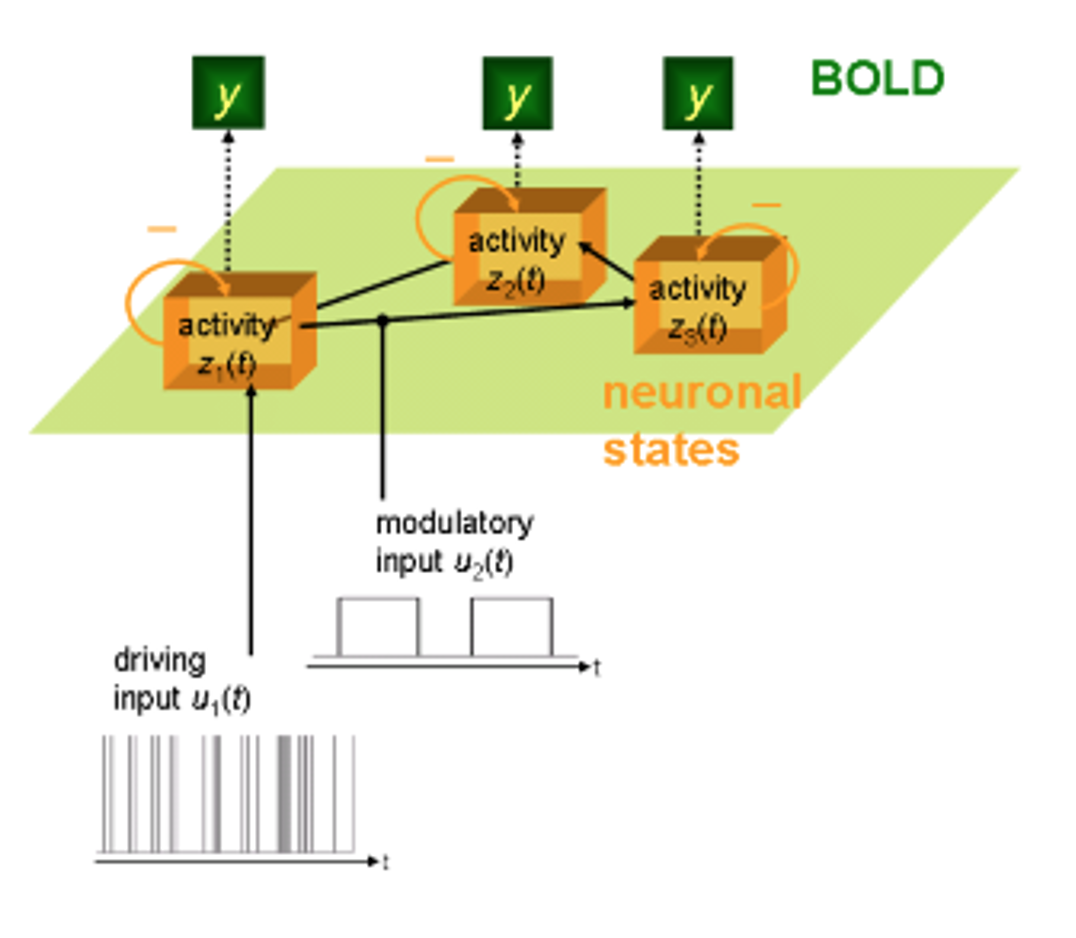 y
y
y
BOLD
–
–
–
activity
z₂(t)
activity
z₃(t)
activity
z₁(t)
neuronal
states
modulatory
input u₂(t)
t
driving
input u₁(t)
t